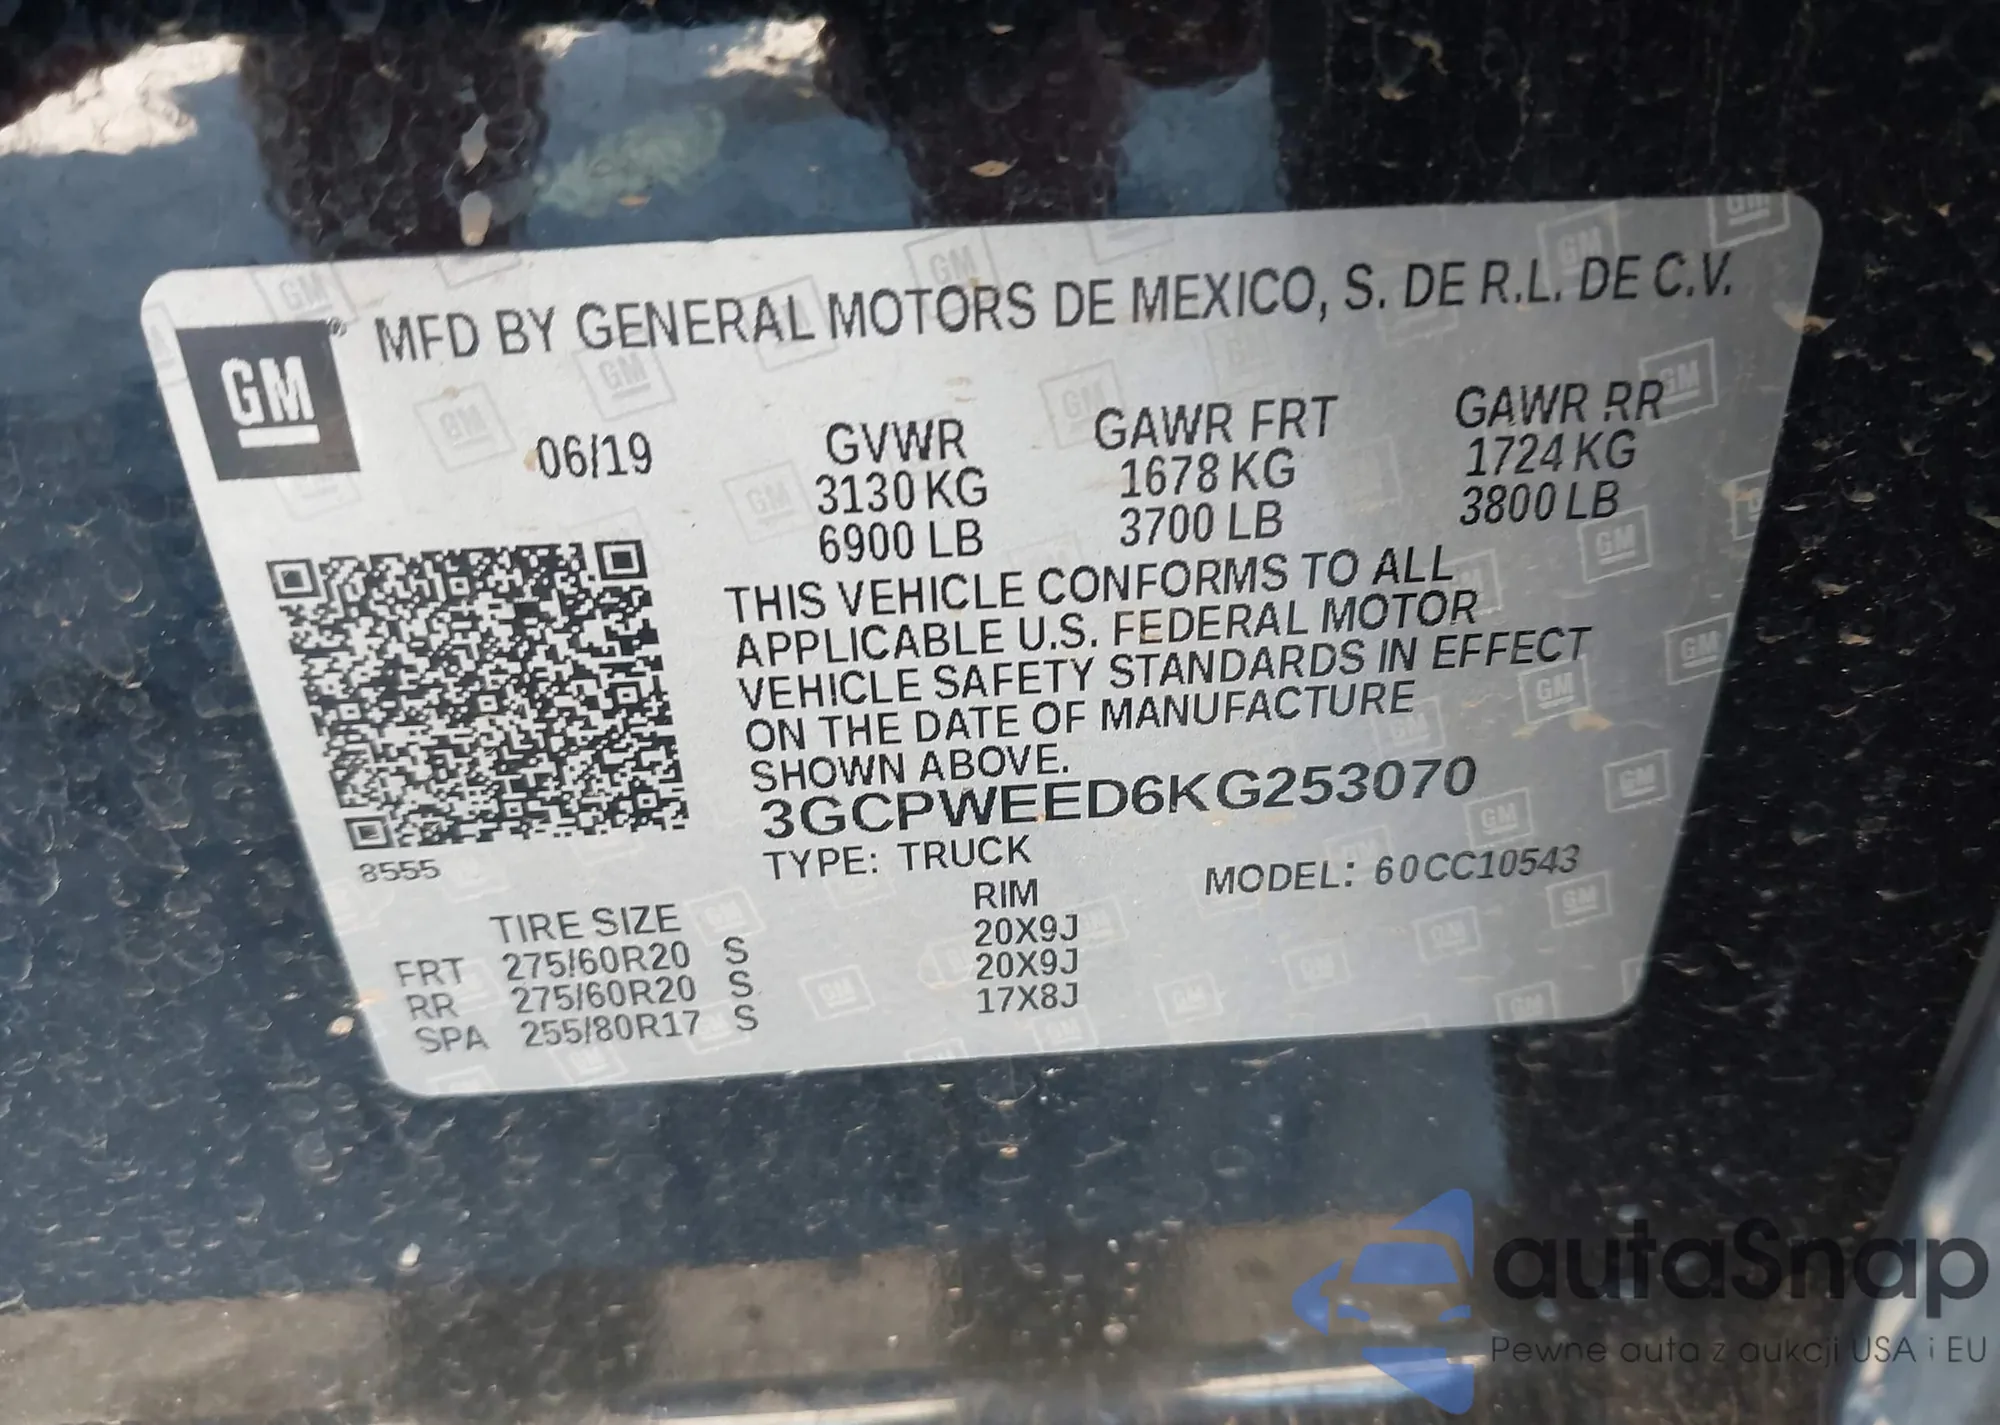 MFD BY GENERAL MOTORS DE MEXICO, S. DE R.L. DE C.V.
GM
06/19
GVWR
3130 KG
6900 LB
GAWR FRT
1678 KG
3700 LB
GAWR RR
1724 KG
3800 LB
THIS VEHICLE CONFORMS TO ALL
APPLICABLE U.S. FEDERAL MOTOR
VEHICLE SAFETY STANDARDS IN EFFECT
ON THE DATE OF MANUFACTURE
SHOWN ABOVE.
3GCPWEED6KG253070
TYPE: TRUCK
MODEL: 60CC10543
8555
TIRE SIZE
RIM
FRT 275/60R20 S 20X9J
RR 275/60R20 S 20X9J
SPA 255/80R17 S 17X8J
autaSnap
Pewne auta z aukcji USA i EU